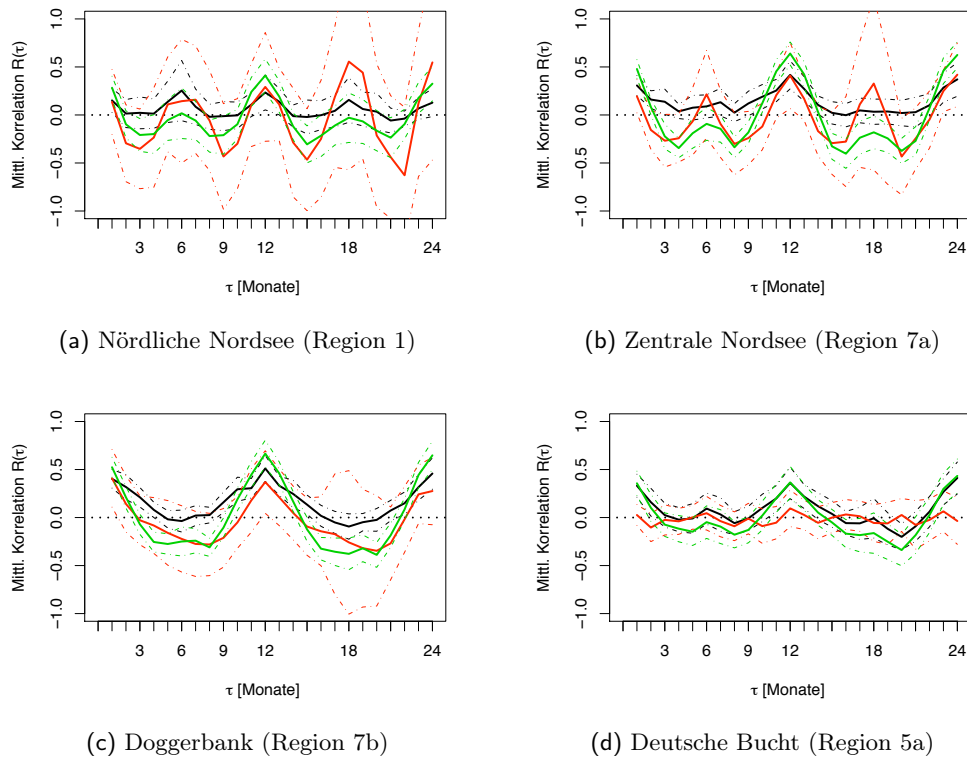 Mittl. Korrelation R(τ)
1.0
0.5
0.0
−0.5
−1.0
3 6 9 12 18 24
τ [Monate]
(a) Nördliche Nordsee (Region 1)
Mittl. Korrelation R(τ)
1.0
0.5
0.0
−0.5
−1.0
3 6 9 12 18 24
τ [Monate]
(b) Zentrale Nordsee (Region 7a)
Mittl. Korrelation R(τ)
1.0
0.5
0.0
−0.5
−1.0
3 6 9 12 18 24
τ [Monate]
(c) Doggerbank (Region 7b)
Mittl. Korrelation R(τ)
1.0
0.5
0.0
−0.5
−1.0
3 6 9 12 18 24
τ [Monate]
(d) Deutsche Bucht (Region 5a)